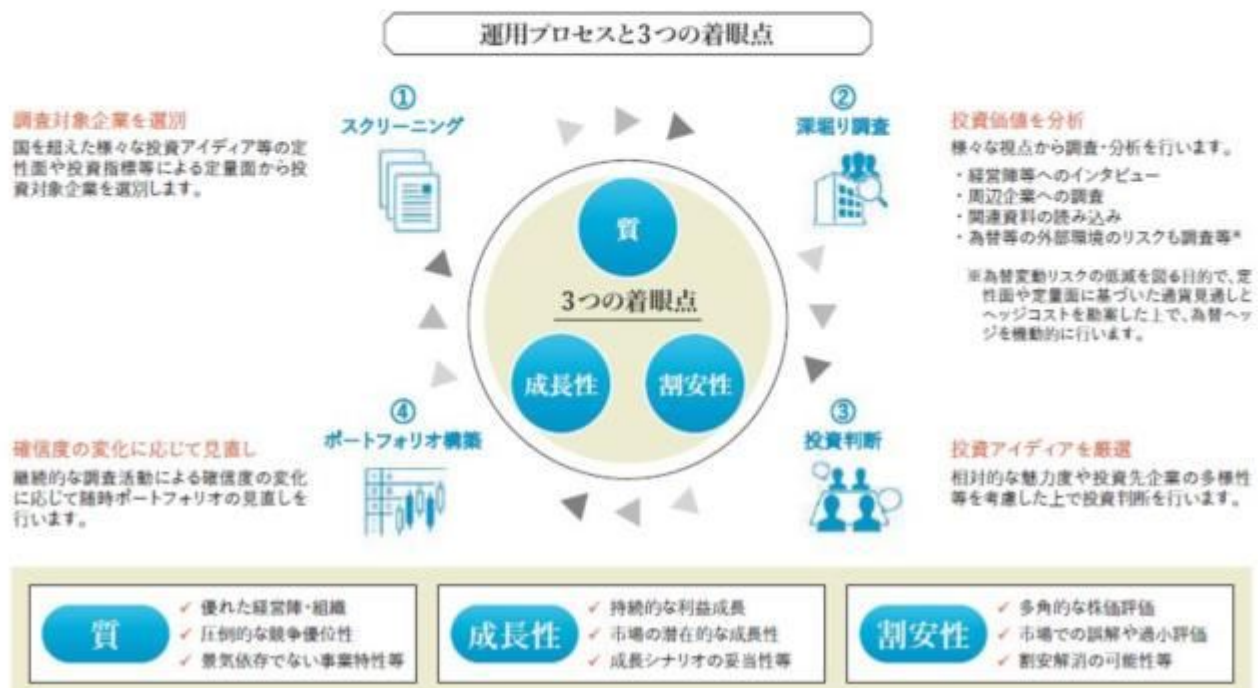 運用プロセスと3つの着眼点
①
スクリーニング
調査対象企業を選別
国を超えた様々な投資アイディア等の定
性面や投資指標等による定量面から投
資対象企業を選別します。
②
深堀り調査
投資価値を分析
様々な視点から調査・分析を行います。
・経営陣等へのインタビュー
・周辺企業への調査
・関連資料の読み込み
・為替等の外部環境のリスクも調査等※
※為替変動リスクの低減を図る目的で、定
性面や定量面に基づいた通貨見通しと
ヘッジコストを勘案した上で、為替ヘッ
ジを機動的に行います。
質
3つの着眼点
成長性
割安性
③
投資判断
投資アイディアを厳選
相対的な魅力度や投資先企業の多様性
等を考慮した上で投資判断を行います。
④
ポートフォリオ構築
確信度の変化に応じて見直し
継続的な調査活動による確信度の変化
に応じて随時ポートフォリオの見直しを
行います。
質
✓ 優れた経営陣・組織
✓ 圧倒的な競争優位性
✓ 景気依存でない事業特性等
成長性
✓ 持続的な利益成長
✓ 市場の潜在的な成長性
✓ 成長シナリオの妥当性等
割安性
✓ 多角的な株価評価
✓ 市場での誤解や過小評価
✓ 割安解消の可能性等